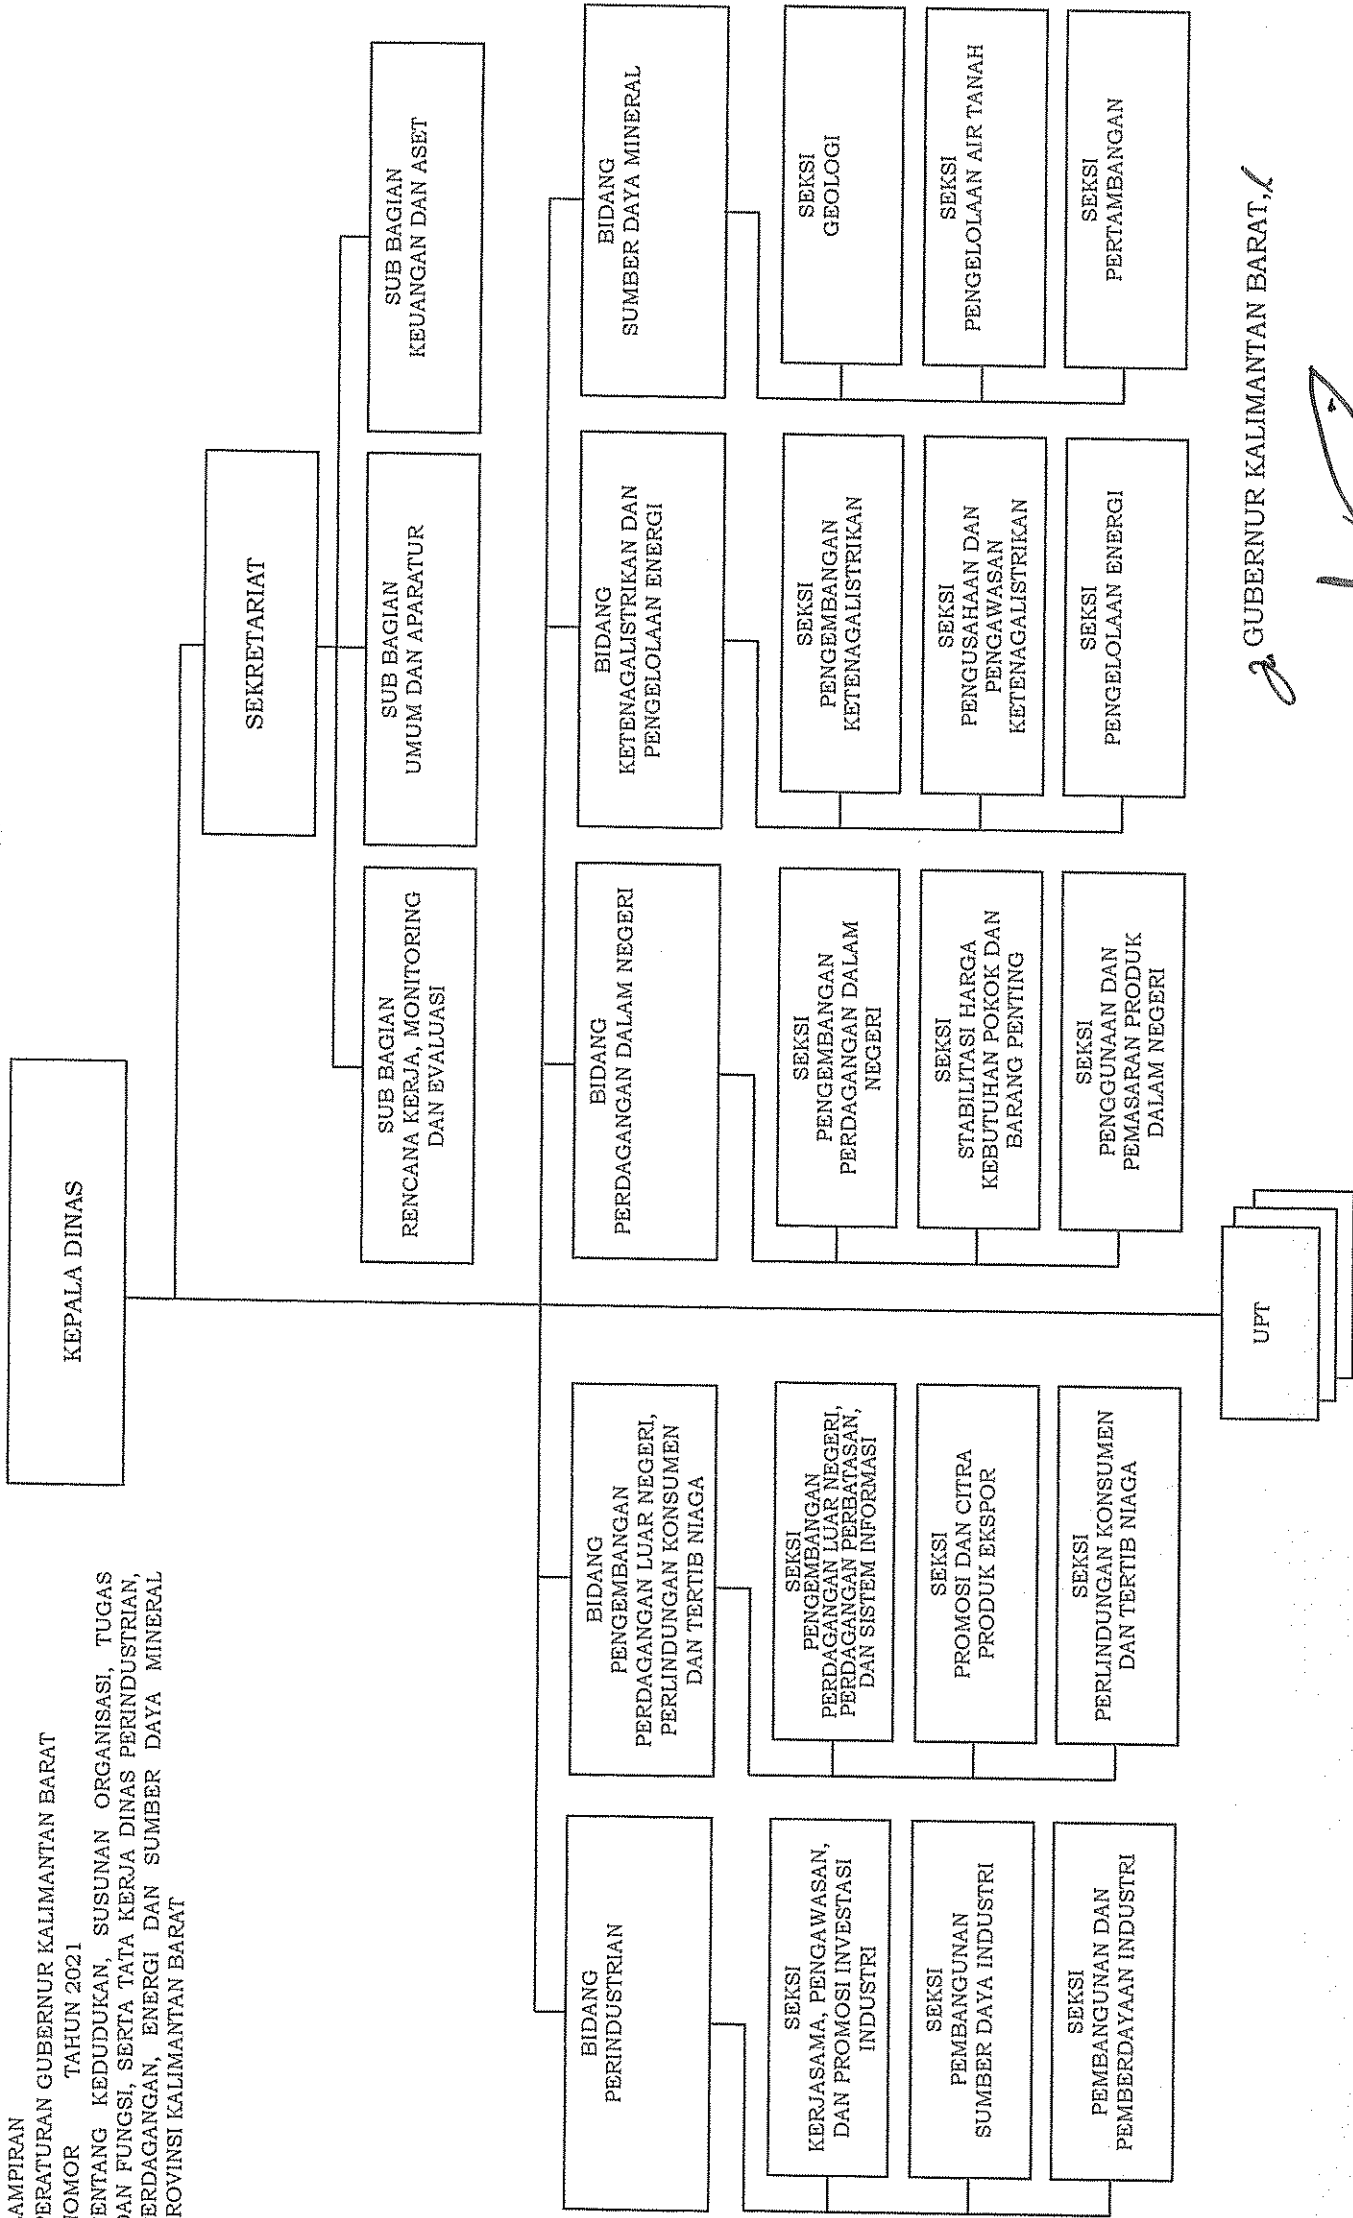 AMPIRAN
PERATURAN GUBERNUR KALIMANTAN BARAT
NOMOR TAHUN 2021
ENTANG KEDUDUKAN, SUSUNAN ORGANISASI, TUGAS
DAN FUNGSI, SERTA TATA KERJA DINAS PERINDUSTRIAN,
ERDAGANGAN, ENERGI DAN SUMBER DAYA MINERAL
ROVINSI KALIMANTAN BARAT
KEPALA DINAS
SEKRETARIAT
SUB BAGIAN
RENCANA KERJA, MONITORING
DAN EVALUASI
SUB BAGIAN
UMUM DAN APARATUR
SUB BAGIAN
KEUANGAN DAN ASET
BIDANG
PERINDUSTRIAN
SEKSI
KERJASAMA, PENGAWASAN,
DAN PROMOSI INVESTASI
INDUSTRI
SEKSI
PEMBANGUNAN
SUMBER DAYA INDUSTRI
SEKSI
PEMBANGUNAN DAN
PEMBERDAYAAN INDUSTRI
BIDANG
PENGEMBANGAN
PERDAGANGAN LUAR NEGERI,
PERLINDUNGAN KONSUMEN
DAN TERTIB NIAGA
SEKSI
PENGEMBANGAN
PERDAGANGAN LUAR NEGERI,
PERDAGANGAN PERBATASAN,
DAN SISTEM INFORMASI
SEKSI
PROMOSI DAN CITRA
PRODUK EKSPOR
SEKSI
PERLINDUNGAN KONSUMEN
DAN TERTIB NIAGA
BIDANG
PERDAGANGAN DALAM NEGERI
SEKSI
PENGEMBANGAN
PERDAGANGAN DALAM
NEGERI
SEKSI
STABILITASI HARGA
KEBUTUHAN POKOK DAN
BARANG PENTING
SEKSI
PENGGUNAAN DAN
PEMASARAN PRODUK
DALAM NEGERI
BIDANG
KETENAGALISTRIKAN DAN
PENGELOLAAN ENERGI
SEKSI
PENGEMBANGAN
KETENAGALISTRIKAN
SEKSI
PENGUSAHAAN DAN
PENGAWASAN
KETENAGALISTRIKAN
SEKSI
PENGELOLAAN ENERGI
BIDANG
SUMBER DAYA MINERAL
SEKSI
GEOLOGI
SEKSI
PENGELOLAAN AIR TANAH
SEKSI
PERTAMBANGAN
UPT
GUBERNUR KALIMANTAN BARAT,